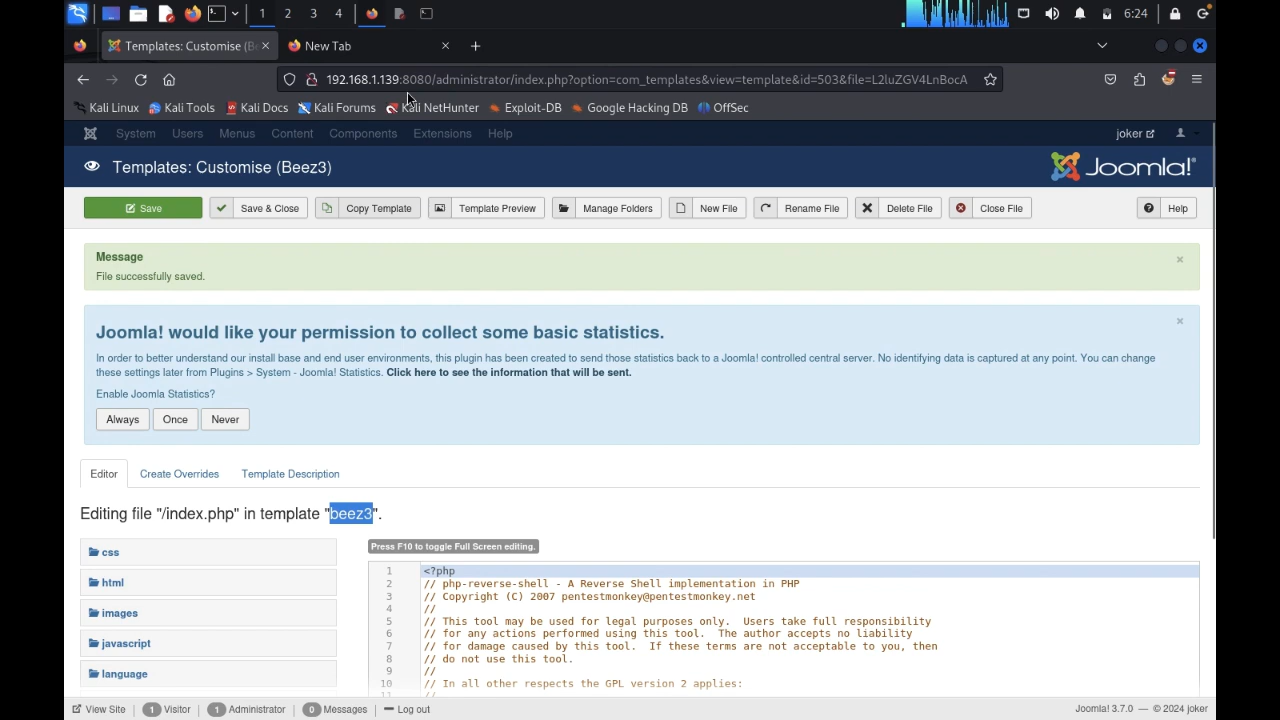 1 2 3 4 6:24
Templates: Customise (Be
New Tab
192.168.1.139:8080/administrator/index.php?option=com_templates&view=template&id=503&file=L2luZGV4LnBocA
Kali Linux Kali Tools Kali Docs Kali Forums Kali NetHunter Exploit-DB Google Hacking DB OffSec
System Users Menus Content Components Extensions Help joker
Templates: Customise (Beez3) Joomla!®
Save Save & Close Copy Template Template Preview Manage Folders New File Rename File Delete File Close File Help
Message ×
File successfully saved.
Joomla! would like your permission to collect some basic statistics. ×
In order to better understand our install base and end user environments, this plugin has been created to send those statistics back to a Joomla! controlled central server. No identifying data is captured at any point. You can change
these settings later from Plugins > System - Joomla! Statistics. Click here to see the information that will be sent.
Enable Joomla Statistics?
Always Once Never
Editor Create Overrides Template Description
Editing file "/index.php" in template "beez3".
Press F10 to toggle Full Screen editing.
css
html
images
javascript
language
1 <?php
2 // php-reverse-shell - A Reverse Shell implementation in PHP
3 // Copyright (C) 2007 pentestmonkey@pentestmonkey.net
4 //
5 // This tool may be used for legal purposes only. Users take full responsibility
6 // for any actions performed using this tool. The author accepts no liability
7 // for damage caused by this tool. If these terms are not acceptable to you, then
8 // do not use this tool.
9 //
10 // In all other respects the GPL version 2 applies:
11 //
View Site 1 Visitor 1 Administrator 0 Messages Log out Joomla! 3.7.0 — © 2024 joker